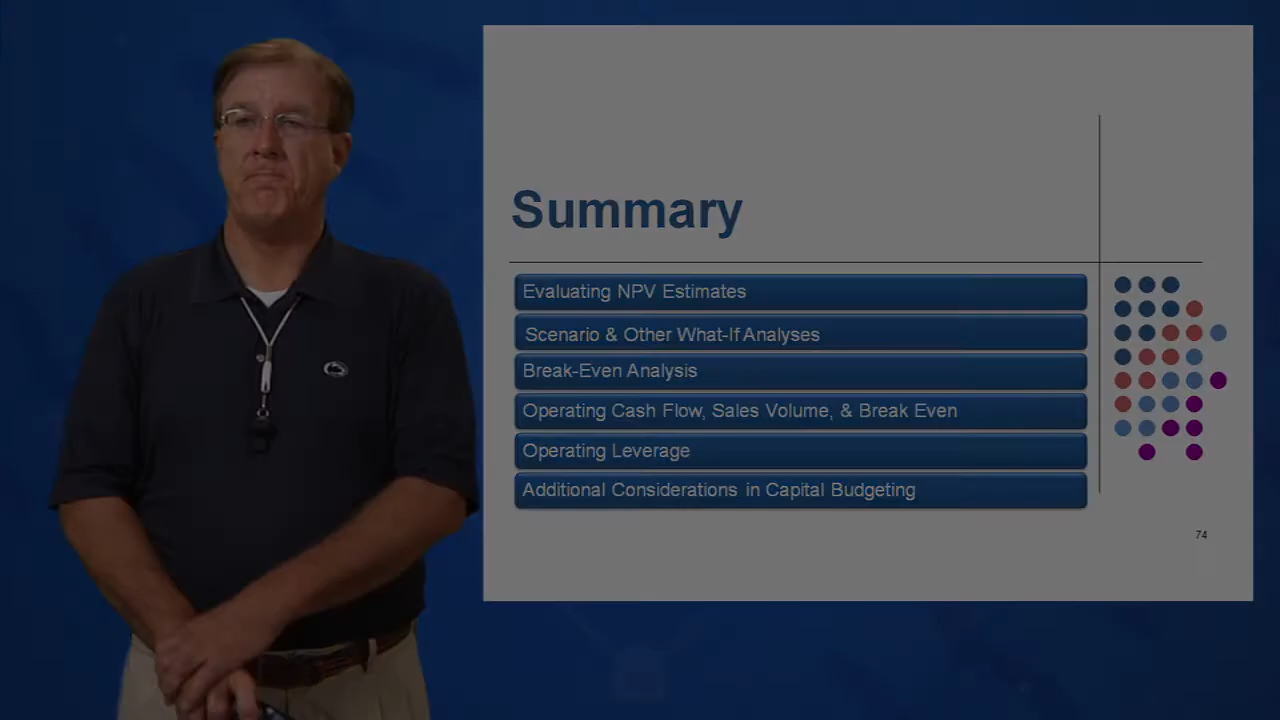 Summary
Evaluating NPV Estimates
Scenario & Other What-If Analyses
Break-Even Analysis
Operating Cash Flow, Sales Volume, & Break Even
Operating Leverage
Additional Considerations in Capital Budgeting
74